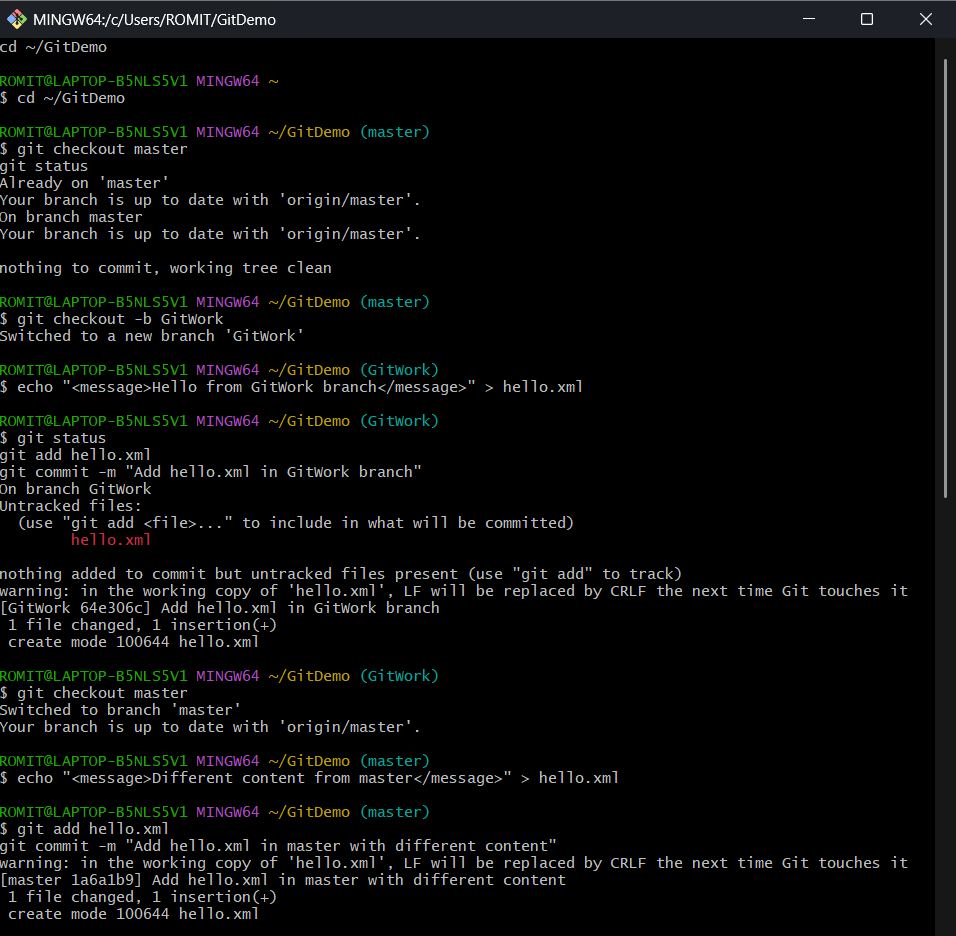 MINGW64:/c/Users/ROMIT/GitDemo
cd ~/GitDemo
ROMIT@LAPTOP-B5NLS5V1 MINGW64 ~
$ cd ~/GitDemo
ROMIT@LAPTOP-B5NLS5V1 MINGW64 ~/GitDemo (master)
$ git checkout master
git status
Already on 'master'
Your branch is up to date with 'origin/master'.
On branch master
Your branch is up to date with 'origin/master'.
nothing to commit, working tree clean
ROMIT@LAPTOP-B5NLS5V1 MINGW64 ~/GitDemo (master)
$ git checkout -b GitWork
Switched to a new branch 'GitWork'
ROMIT@LAPTOP-B5NLS5V1 MINGW64 ~/GitDemo (GitWork)
$ echo "<message>Hello from GitWork branch</message>" > hello.xml
ROMIT@LAPTOP-B5NLS5V1 MINGW64 ~/GitDemo (GitWork)
$ git status
git add hello.xml
git commit -m "Add hello.xml in GitWork branch"
On branch GitWork
Untracked files:
  (use "git add <file>..." to include in what will be committed)
        hello.xml
nothing added to commit but untracked files present (use "git add" to track)
warning: in the working copy of 'hello.xml', LF will be replaced by CRLF the next time Git touches it
[GitWork 64e306c] Add hello.xml in GitWork branch
 1 file changed, 1 insertion(+)
 create mode 100644 hello.xml
ROMIT@LAPTOP-B5NLS5V1 MINGW64 ~/GitDemo (GitWork)
$ git checkout master
Switched to branch 'master'
Your branch is up to date with 'origin/master'.
ROMIT@LAPTOP-B5NLS5V1 MINGW64 ~/GitDemo (master)
$ echo "<message>Different content from master</message>" > hello.xml
ROMIT@LAPTOP-B5NLS5V1 MINGW64 ~/GitDemo (master)
$ git add hello.xml
git commit -m "Add hello.xml in master with different content"
warning: in the working copy of 'hello.xml', LF will be replaced by CRLF the next time Git touches it
[master 1a6a1b9] Add hello.xml in master with different content
 1 file changed, 1 insertion(+)
 create mode 100644 hello.xml